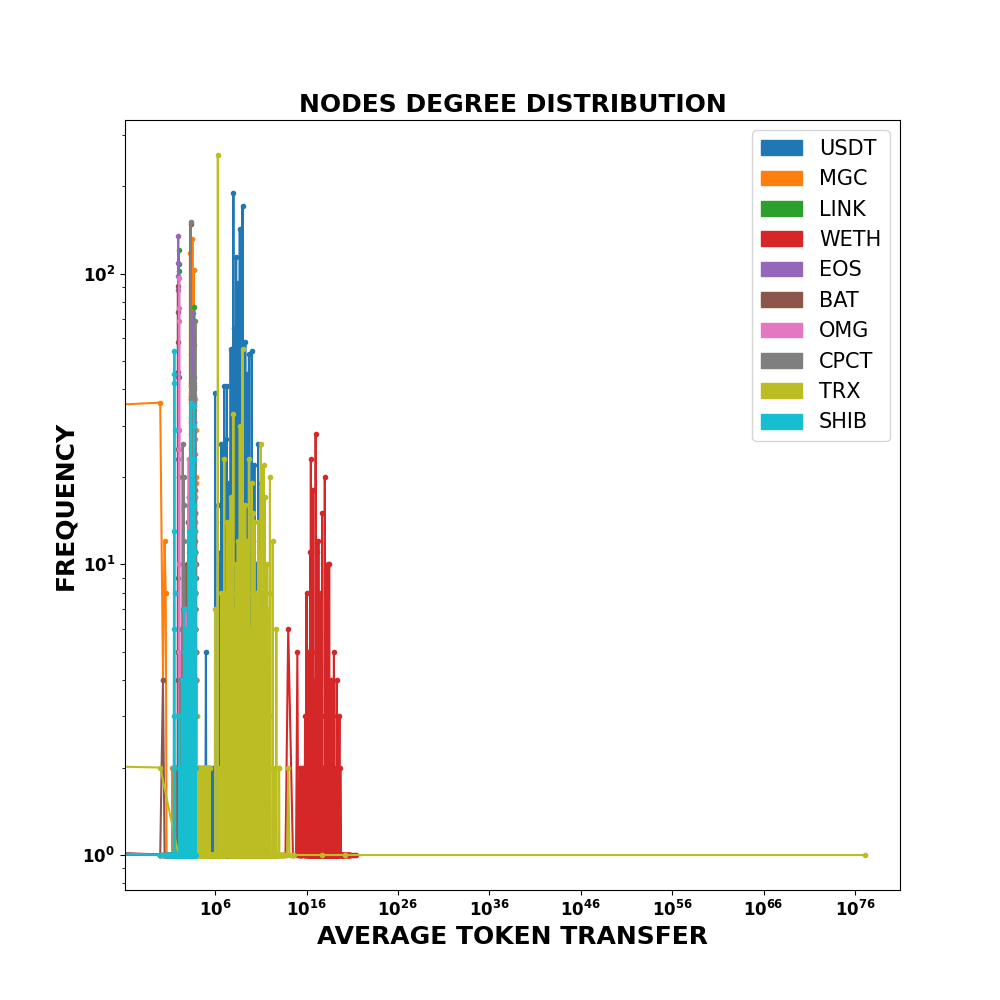 NODES DEGREE DISTRIBUTION
USDT
MGC
LINK
WETH
EOS
BAT
OMG
CPCT
TRX
SHIB
FREQUENCY
10²
10¹
10⁰
10⁶ 10¹⁶ 10²⁶ 10³⁶ 10⁴⁶ 10⁵⁶ 10⁶⁶ 10⁷⁶
AVERAGE TOKEN TRANSFER